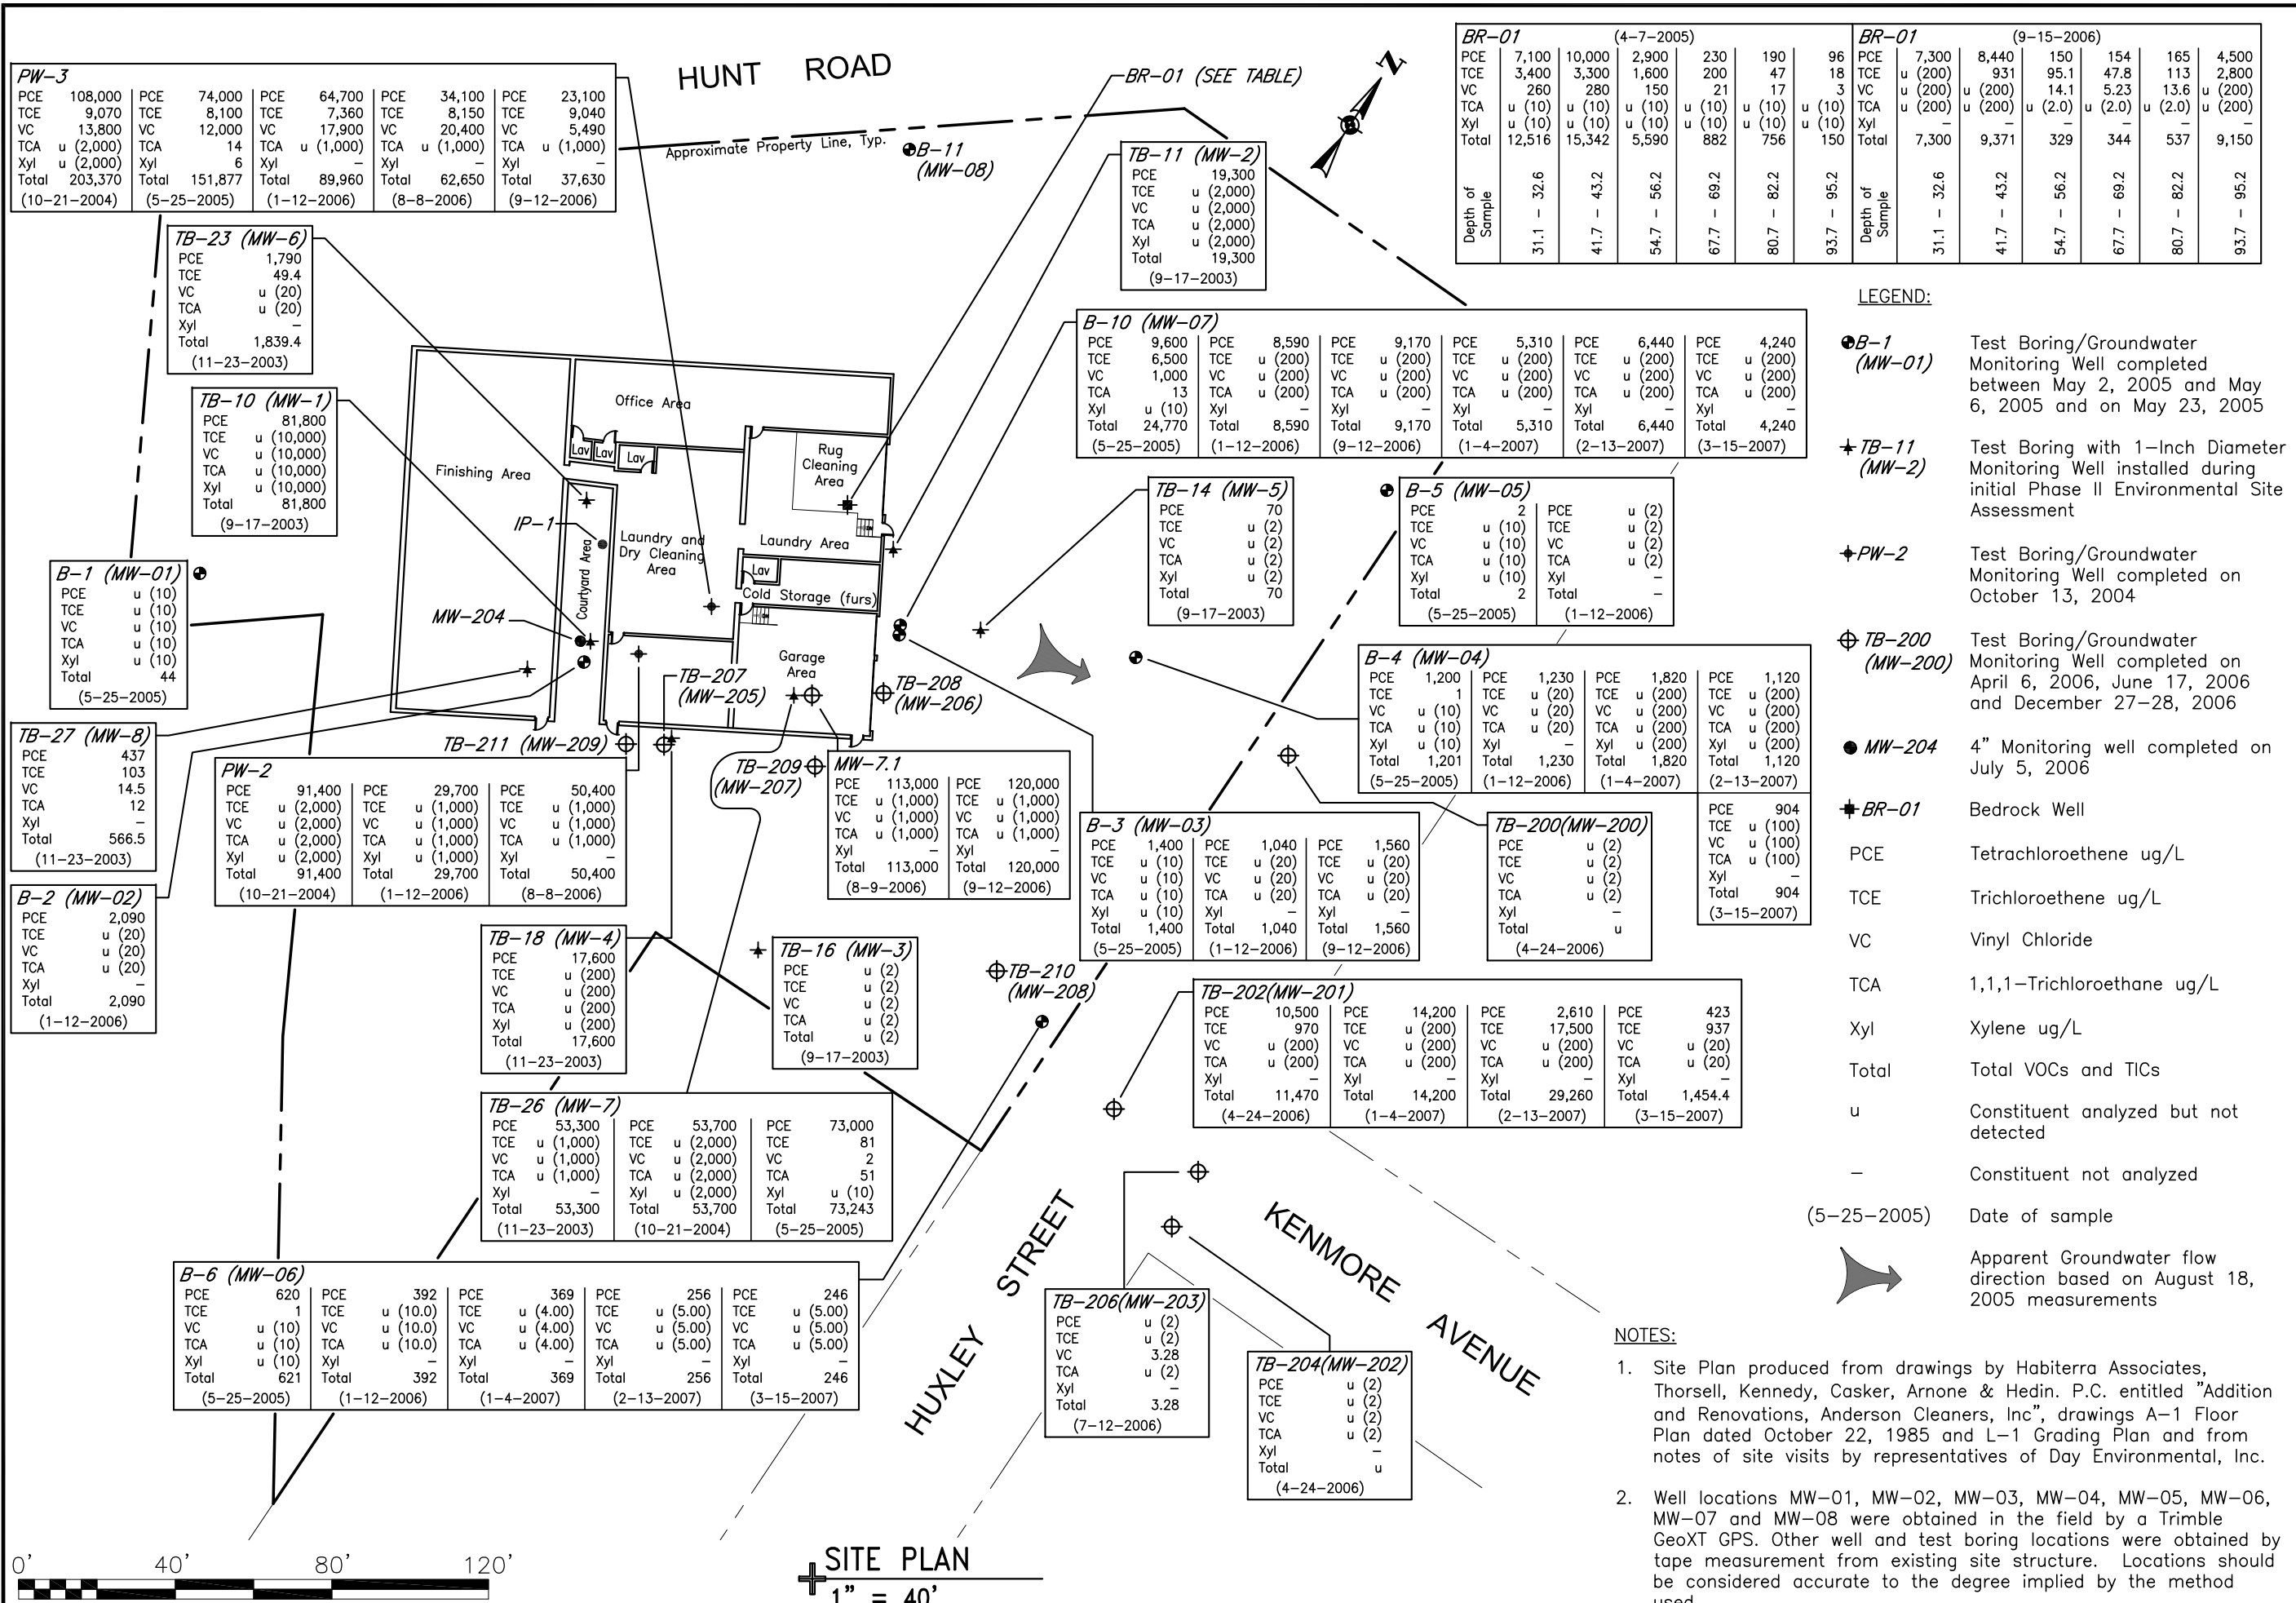 HUNT ROAD
Approximate Property Line, Typ.
BR-01 (SEE TABLE)
B-11
(MW-08)
N
PW-3
PCE 108,000 PCE 74,000 PCE 64,700 PCE 34,100 PCE 23,100
TCE 9,070 TCE 8,100 TCE 7,360 TCE 8,150 TCE 9,040
VC 13,800 VC 12,000 VC 17,900 VC 20,400 VC 5,490
TCA u (2,000) TCA 14 TCA u (1,000) TCA u (1,000) TCA u (1,000)
Xyl u (2,000) Xyl 6 Xyl – Xyl – Xyl –
Total 203,370 Total 151,877 Total 89,960 Total 62,650 Total 37,630
(10-21-2004) (5-25-2005) (1-12-2006) (8-8-2006) (9-12-2006)
BR-01 (4-7-2005) BR-01 (9-15-2006)
PCE 7,100 10,000 2,900 230 190 96 PCE 7,300 8,440 150 154 165 4,500
TCE 3,400 3,300 1,600 200 47 18 TCE u (200) 931 95.1 47.8 113 2,800
VC 260 280 150 21 17 3 VC u (200) u (200) 14.1 5.23 13.6 u (200)
TCA u (10) u (10) u (10) u (10) u (10) u (10) TCA u (200) u (200) u (2.0) u (2.0) u (2.0) u (200)
Xyl u (10) u (10) u (10) u (10) u (10) u (10) Xyl – – – – – –
Total 12,516 15,342 5,590 882 756 150 Total 7,300 9,371 329 344 537 9,150
Depth of Sample 31.1 - 32.6 41.7 - 43.2 54.7 - 56.2 67.7 - 69.2 80.7 - 82.2 93.7 - 95.2 Depth of Sample 31.1 - 32.6 41.7 - 43.2 54.7 - 56.2 67.7 - 69.2 80.7 - 82.2 93.7 - 95.2
TB-11 (MW-2)
PCE 19,300
TCE u (2,000)
VC u (2,000)
TCA u (2,000)
Xyl u (2,000)
Total 19,300
(9-17-2003)
TB-23 (MW-6)
PCE 1,790
TCE 49.4
VC u (20)
TCA u (20)
Xyl –
Total 1,839.4
(11-23-2003)
TB-10 (MW-1)
PCE 81,800
TCE u (10,000)
VC u (10,000)
TCA u (10,000)
Xyl u (10,000)
Total 81,800
(9-17-2003)
B-10 (MW-07)
PCE 9,600 PCE 8,590 PCE 9,170 PCE 5,310 PCE 6,440 PCE 4,240
TCE 6,500 TCE u (200) TCE u (200) TCE u (200) TCE u (200) TCE u (200)
VC 1,000 VC u (200) VC u (200) VC u (200) VC u (200) VC u (200)
TCA 13 TCA u (200) TCA u (200) TCA u (200) TCA u (200) TCA u (200)
Xyl u (10) Xyl – Xyl – Xyl – Xyl – Xyl –
Total 24,770 Total 8,590 Total 9,170 Total 5,310 Total 6,440 Total 4,240
(5-25-2005) (1-12-2006) (9-12-2006) (1-4-2007) (2-13-2007) (3-15-2007)
TB-14 (MW-5)
PCE 70
TCE u (2)
VC u (2)
TCA u (2)
Xyl u (2)
Total 70
(9-17-2003)
B-5 (MW-05)
PCE 2 PCE u (2)
TCE u (10) TCE u (2)
VC u (10) VC u (2)
TCA u (10) TCA u (2)
Xyl u (10) Xyl –
Total 2 Total –
(5-25-2005) (1-12-2006)
Office Area
Lav Lav Lav
Rug
Cleaning
Area
Finishing Area
IP-1
Courtyard Area
Laundry and
Dry Cleaning
Area
Laundry Area
Lav
Cold Storage (furs)
MW-204
Garage
Area
TB-207
(MW-205)
TB-208
(MW-206)
TB-211 (MW-209)
TB-209
(MW-207)
B-1 (MW-01)
PCE u (10)
TCE u (10)
VC u (10)
TCA u (10)
Xyl u (10)
Total 44
(5-25-2005)
B-4 (MW-04)
PCE 1,200 PCE 1,230 PCE 1,820 PCE 1,120
TCE 1 TCE u (20) TCE u (200) TCE u (200)
VC u (10) VC u (20) VC u (200) VC u (200)
TCA u (10) TCA u (20) TCA u (200) TCA u (200)
Xyl u (10) Xyl – Xyl u (200) Xyl u (200)
Total 1,201 Total 1,230 Total 1,820 Total 1,120
(5-25-2005) (1-12-2006) (1-4-2007) (2-13-2007)
PCE 904
TCE u (100)
VC u (100)
TCA u (100)
Xyl –
Total 904
(3-15-2007)
TB-27 (MW-8)
PCE 437
TCE 103
VC 14.5
TCA 12
Xyl –
Total 566.5
(11-23-2003)
PW-2
PCE 91,400 PCE 29,700 PCE 50,400
TCE u (2,000) TCE u (1,000) TCE u (1,000)
VC u (2,000) VC u (1,000) VC u (1,000)
TCA u (2,000) TCA u (1,000) TCA u (1,000)
Xyl u (2,000) Xyl u (1,000) Xyl –
Total 91,400 Total 29,700 Total 50,400
(10-21-2004) (1-12-2006) (8-8-2006)
MW-7.1
PCE 113,000 PCE 120,000
TCE u (1,000) TCE u (1,000)
VC u (1,000) VC u (1,000)
TCA u (1,000) TCA u (1,000)
Xyl – Xyl –
Total 113,000 Total 120,000
(8-9-2006) (9-12-2006)
B-3 (MW-03)
PCE 1,400 PCE 1,040 PCE 1,560
TCE u (10) TCE u (20) TCE u (20)
VC u (10) VC u (20) VC u (20)
TCA u (10) TCA u (20) TCA u (20)
Xyl u (10) Xyl – Xyl –
Total 1,400 Total 1,040 Total 1,560
(5-25-2005) (1-12-2006) (9-12-2006)
TB-200(MW-200)
PCE u (2)
TCE u (2)
VC u (2)
TCA u (2)
Xyl –
Total u
(4-24-2006)
B-2 (MW-02)
PCE 2,090
TCE u (20)
VC u (20)
TCA u (20)
Xyl –
Total 2,090
(1-12-2006)
TB-18 (MW-4)
PCE 17,600
TCE u (200)
VC u (200)
TCA u (200)
Xyl u (200)
Total 17,600
(11-23-2003)
TB-16 (MW-3)
PCE u (2)
TCE u (2)
VC u (2)
TCA u (2)
Total u (2)
(9-17-2003)
TB-210
(MW-208)
TB-202(MW-201)
PCE 10,500 PCE 14,200 PCE 2,610 PCE 423
TCE 970 TCE u (200) TCE 17,500 TCE 937
VC u (200) VC u (200) VC u (200) VC u (20)
TCA u (200) TCA u (200) TCA u (200) TCA u (20)
Xyl – Xyl – Xyl – Xyl –
Total 11,470 Total 14,200 Total 29,260 Total 1,454.4
(4-24-2006) (1-4-2007) (2-13-2007) (3-15-2007)
TB-26 (MW-7)
PCE 53,300 PCE 53,700 PCE 73,000
TCE u (1,000) TCE u (2,000) TCE 81
VC u (1,000) VC u (2,000) VC 2
TCA u (1,000) TCA u (2,000) TCA 51
Xyl – Xyl u (2,000) Xyl u (10)
Total 53,300 Total 53,700 Total 73,243
(11-23-2003) (10-21-2004) (5-25-2005)
B-6 (MW-06)
PCE 620 PCE 392 PCE 369 PCE 256 PCE 246
TCE 1 TCE u (10.0) TCE u (4.00) TCE u (5.00) TCE u (5.00)
VC u (10) VC u (10.0) VC u (4.00) VC u (5.00) VC u (5.00)
TCA u (10) TCA u (10.0) TCA u (4.00) TCA u (5.00) TCA u (5.00)
Xyl u (10) Xyl – Xyl – Xyl – Xyl –
Total 621 Total 392 Total 369 Total 256 Total 246
(5-25-2005) (1-12-2006) (1-4-2007) (2-13-2007) (3-15-2007)
HUXLEY STREET
KENMORE AVENUE
TB-206(MW-203)
PCE u (2)
TCE u (2)
VC 3.28
TCA u (2)
Xyl –
Total 3.28
(7-12-2006)
TB-204(MW-202)
PCE u (2)
TCE u (2)
VC u (2)
TCA u (2)
Xyl –
Total u
(4-24-2006)
LEGEND:
B-1
(MW-01)
Test Boring/Groundwater
Monitoring Well completed
between May 2, 2005 and May
6, 2005 and on May 23, 2005
TB-11
(MW-2)
Test Boring with 1-Inch Diameter
Monitoring Well installed during
initial Phase II Environmental Site
Assessment
PW-2
Test Boring/Groundwater
Monitoring Well completed on
October 13, 2004
TB-200
(MW-200)
Test Boring/Groundwater
Monitoring Well completed on
April 6, 2006, June 17, 2006
and December 27-28, 2006
MW-204 4" Monitoring well completed on
July 5, 2006
BR-01 Bedrock Well
PCE Tetrachloroethene ug/L
TCE Trichloroethene ug/L
VC Vinyl Chloride
TCA 1,1,1-Trichloroethane ug/L
Xyl Xylene ug/L
Total Total VOCs and TICs
u Constituent analyzed but not
detected
– Constituent not analyzed
(5-25-2005) Date of sample
Apparent Groundwater flow
direction based on August 18,
2005 measurements
NOTES:
1. Site Plan produced from drawings by Habiterra Associates,
Thorsell, Kennedy, Casker, Arnone & Hedin. P.C. entitled "Addition
and Renovations, Anderson Cleaners, Inc", drawings A-1 Floor
Plan dated October 22, 1985 and L-1 Grading Plan and from
notes of site visits by representatives of Day Environmental, Inc.
2. Well locations MW-01, MW-02, MW-03, MW-04, MW-05, MW-06,
MW-07 and MW-08 were obtained in the field by a Trimble
GeoXT GPS. Other well and test boring locations were obtained by
tape measurement from existing site structure. Locations should
be considered accurate to the degree implied by the method
used
0' 40' 80' 120'
SITE PLAN
1" = 40'